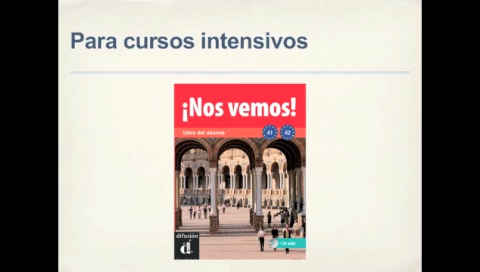 Para cursos intensivos
¡Nos vemos!
Libro del alumno
A1
A2
difusión
+ CD audio